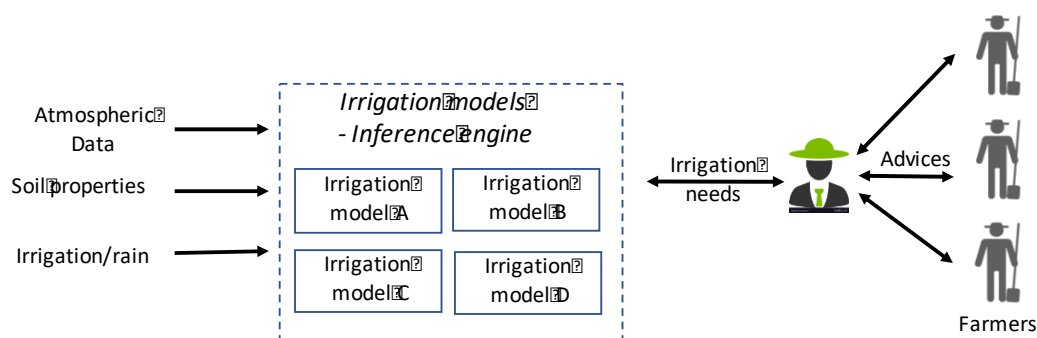 Atmospheric
Data
Soil properties
Irrigation/rain
Irrigation models
- Inference engine
Irrigation
model A
Irrigation
model B
Irrigation
model C
Irrigation
model D
Irrigation
needs
Advices
Farmers